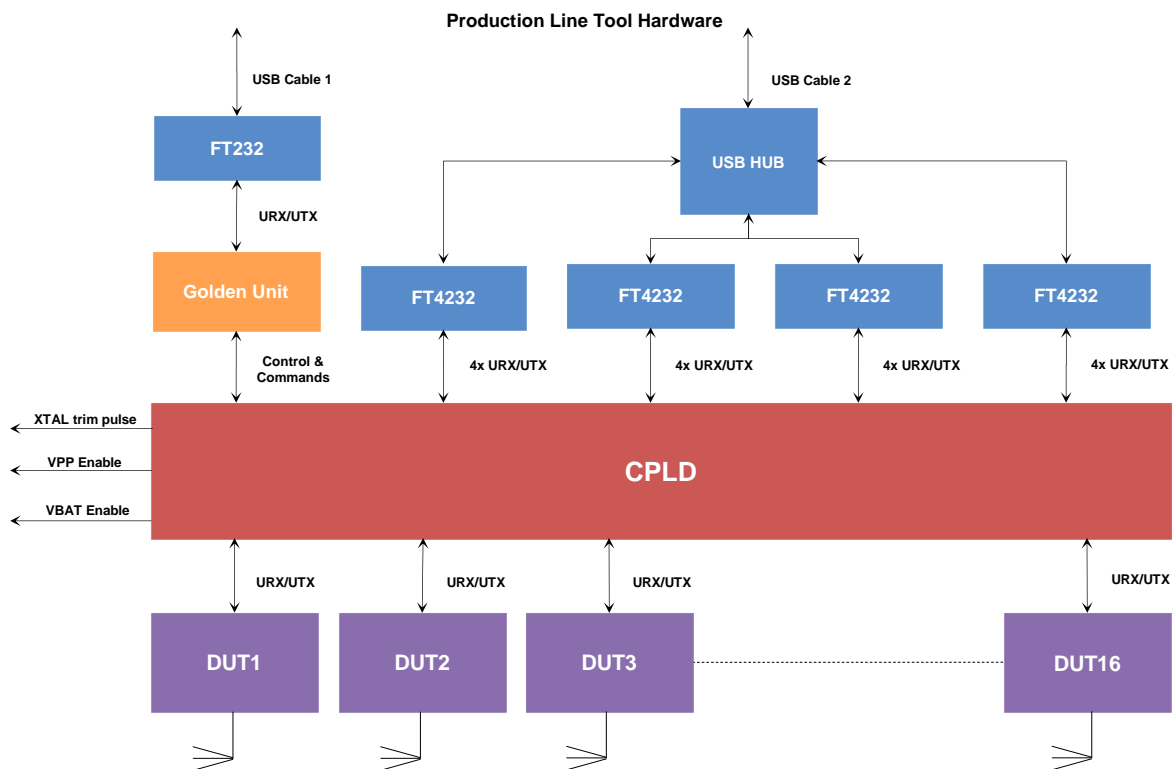 Production Line Tool Hardware
USB Cable 1
USB Cable 2
FT232
USB HUB
URX/UTX
Golden Unit
FT4232
FT4232
FT4232
FT4232
Control &
Commands
4x URX/UTX
4x URX/UTX
4x URX/UTX
4x URX/UTX
XTAL trim pulse
VPP Enable
VBAT Enable
CPLD
URX/UTX
URX/UTX
URX/UTX
URX/UTX
DUT1
DUT2
DUT3
DUT16